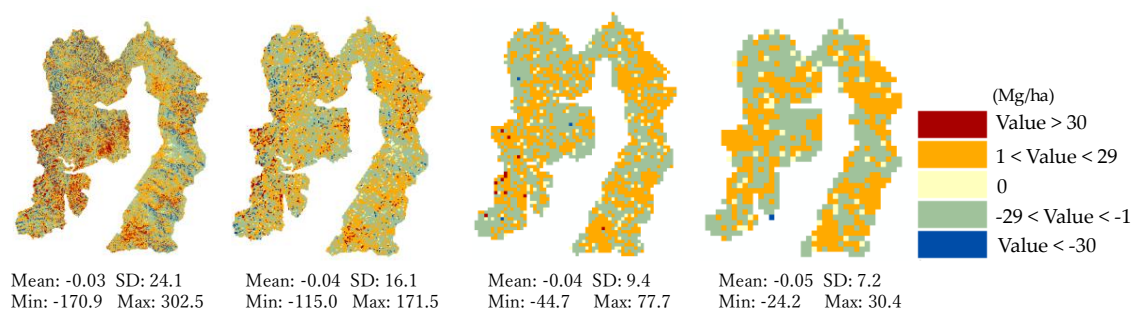 (Mg/ha)
Value > 30
1 < Value < 29
0
-29 < Value < -1
Value < -30
Mean: -0.03 SD: 24.1
Min: -170.9 Max: 302.5
Mean: -0.04 SD: 16.1
Min: -115.0 Max: 171.5
Mean: -0.04 SD: 9.4
Min: -44.7 Max: 77.7
Mean: -0.05 SD: 7.2
Min: -24.2 Max: 30.4